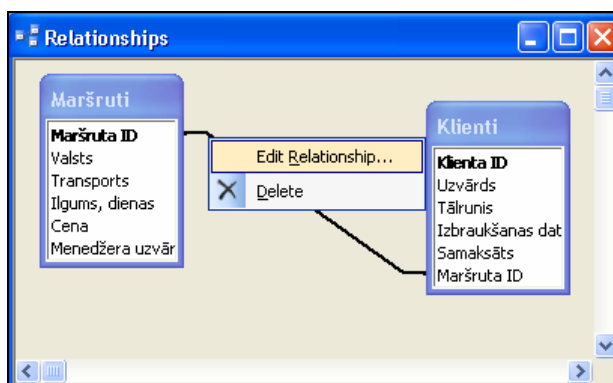 Relationships
Maršruti
Maršruta ID
Valsts
Transports
Ilgums, dienas
Cena
Menedžera uzvār
Edit Relationship...
Delete
Klienti
Klienta ID
Uzvārds
Tālrunis
Izbraukšanas dat
Samaksāts
Maršruta ID